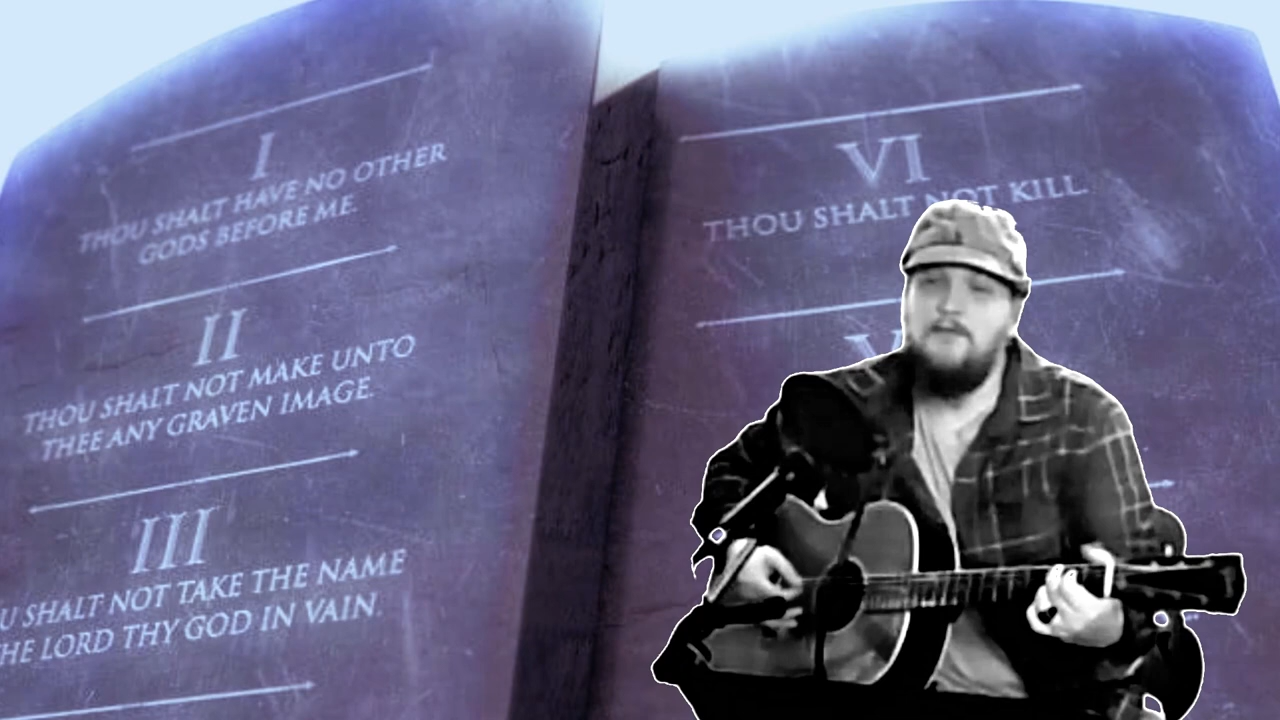 I
THOU SHALT HAVE NO OTHER
GODS BEFORE ME.
II
THOU SHALT NOT MAKE UNTO
THEE ANY GRAVEN IMAGE.
III
U SHALT NOT TAKE THE NAME
HE LORD THY GOD IN VAIN.
VI
THOU SHALT NOT KILL.
V